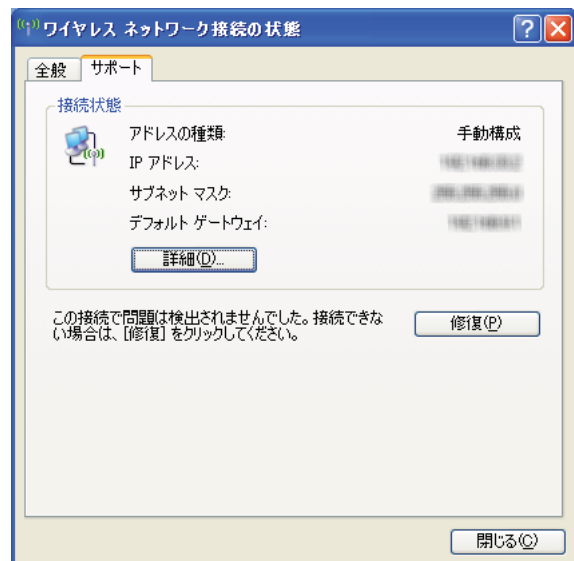 ワイヤレス ネットワーク接続の状態
全般
サポート
接続状態
アドレスの種類:
手動構成
IP アドレス:
サブネット マスク:
デフォルト ゲートウェイ:
詳細(D)...
この接続で問題は検出されませんでした。接続できな
い場合は、[修復] をクリックしてください。
修復(P)
閉じる(C)